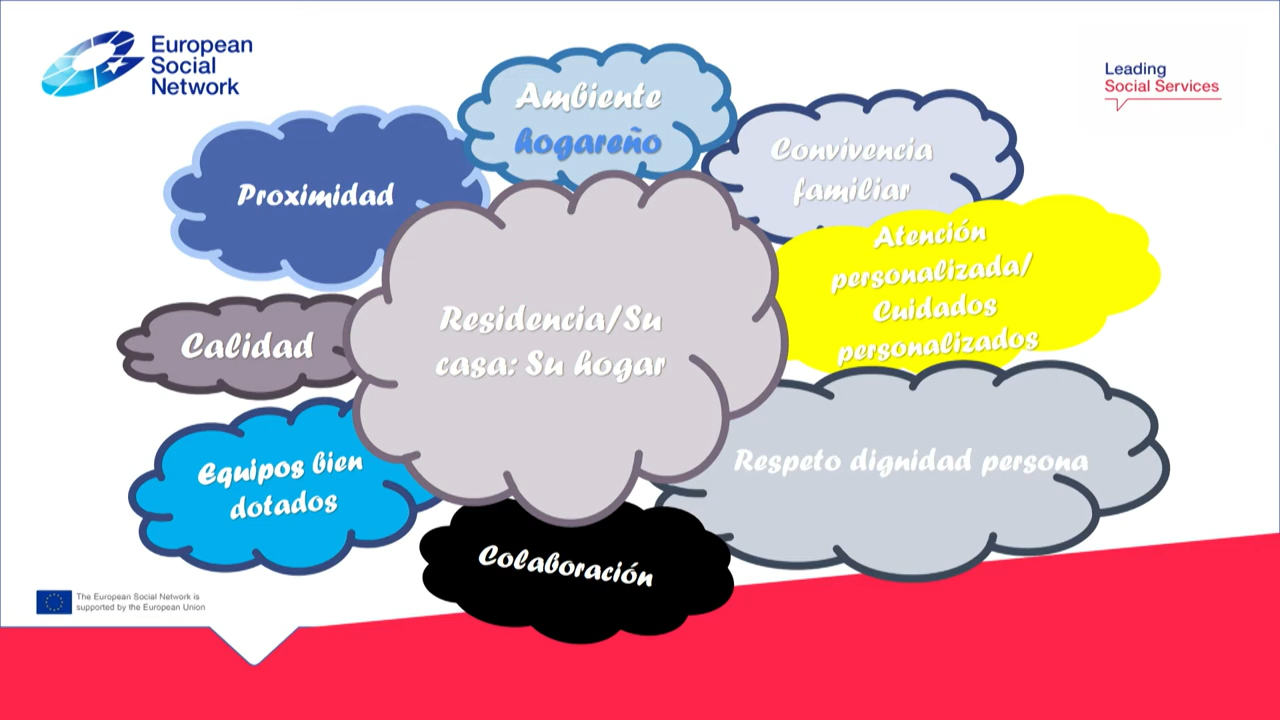 European
Social
Network
Leading
Social Services
Ambiente
hogareño
Convivencia
familiar
Proximidad
Atención
personalizada/
Cuidados
personalizados
Residencia/Su
casa: Su hogar
Calidad
Equipos bien
dotados
Respeto dignidad persona
Colaboración
The European Social Network is
supported by the European Union